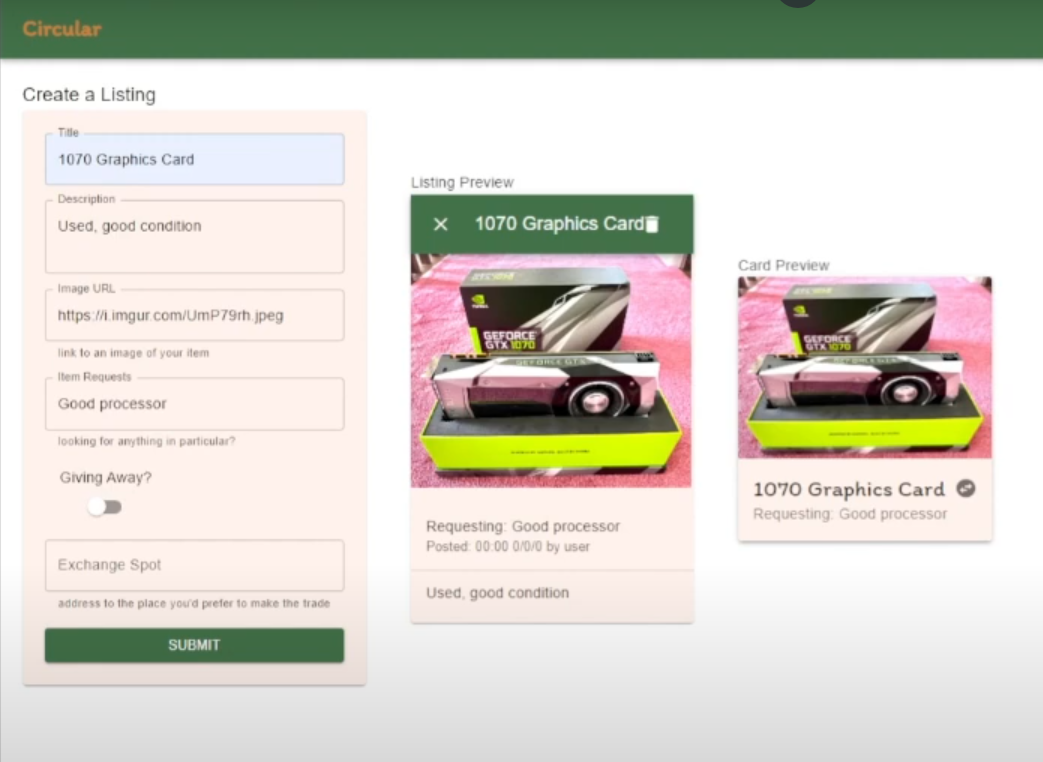 Circular
Create a Listing
Title
1070 Graphics Card
Description
Used, good condition
Image URL
https://i.imgur.com/UmP79rh.jpeg
link to an image of your item
Item Requests
Good processor
looking for anything in particular?
Giving Away?
Exchange Spot
address to the place you'd prefer to make the trade
SUBMIT
Listing Preview
1070 Graphics Card
GEFORCE
GTX 1070
GEFORCE GTX
Requesting: Good processor
Posted: 00:00 0/0/0 by user
Used, good condition
Card Preview
GEFORCE
GTX 1070
GEFORCE GTX
1070 Graphics Card
Requesting: Good processor